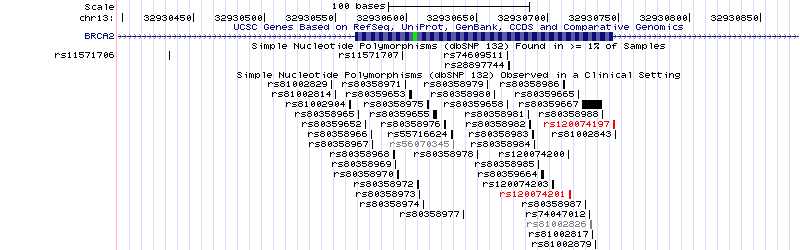 Scale 100 bases
chr13: 32930450 32930500 32930550 32930600 32930650 32930700 32930750 32930800 32930850
UCSC Genes Based on RefSeq, UniProt, GenBank, CCDS and Comparative Genomics
BRCA2
Simple Nucleotide Polymorphisms (dbSNP 132) Found in >= 1% of Samples
rs11571706 rs11571707 rs74609511
rs28897744
Simple Nucleotide Polymorphisms (dbSNP 132) Observed in a Clinical Setting
rs81002829 rs80358971 rs80358979 rs80358986
rs81002814 rs80359653 rs80358980 rs80359665
rs81002904 rs80358975 rs80359658 rs80359667
rs80358965 rs80359655 rs80358981 rs80358988
rs80359652 rs80358976 rs80358982 rs120074197
rs80358966 rs55716624 rs80358983 rs81002843
rs80358967 rs56070345 rs80358984
rs80358968 rs80358978 rs120074200
rs80358969 rs80358985
rs80358970 rs80359664
rs80358972 rs120074203
rs80358973 rs120074201
rs80358974 rs80358987
rs80358977 rs74047012
rs81002826
rs81002817
rs81002879